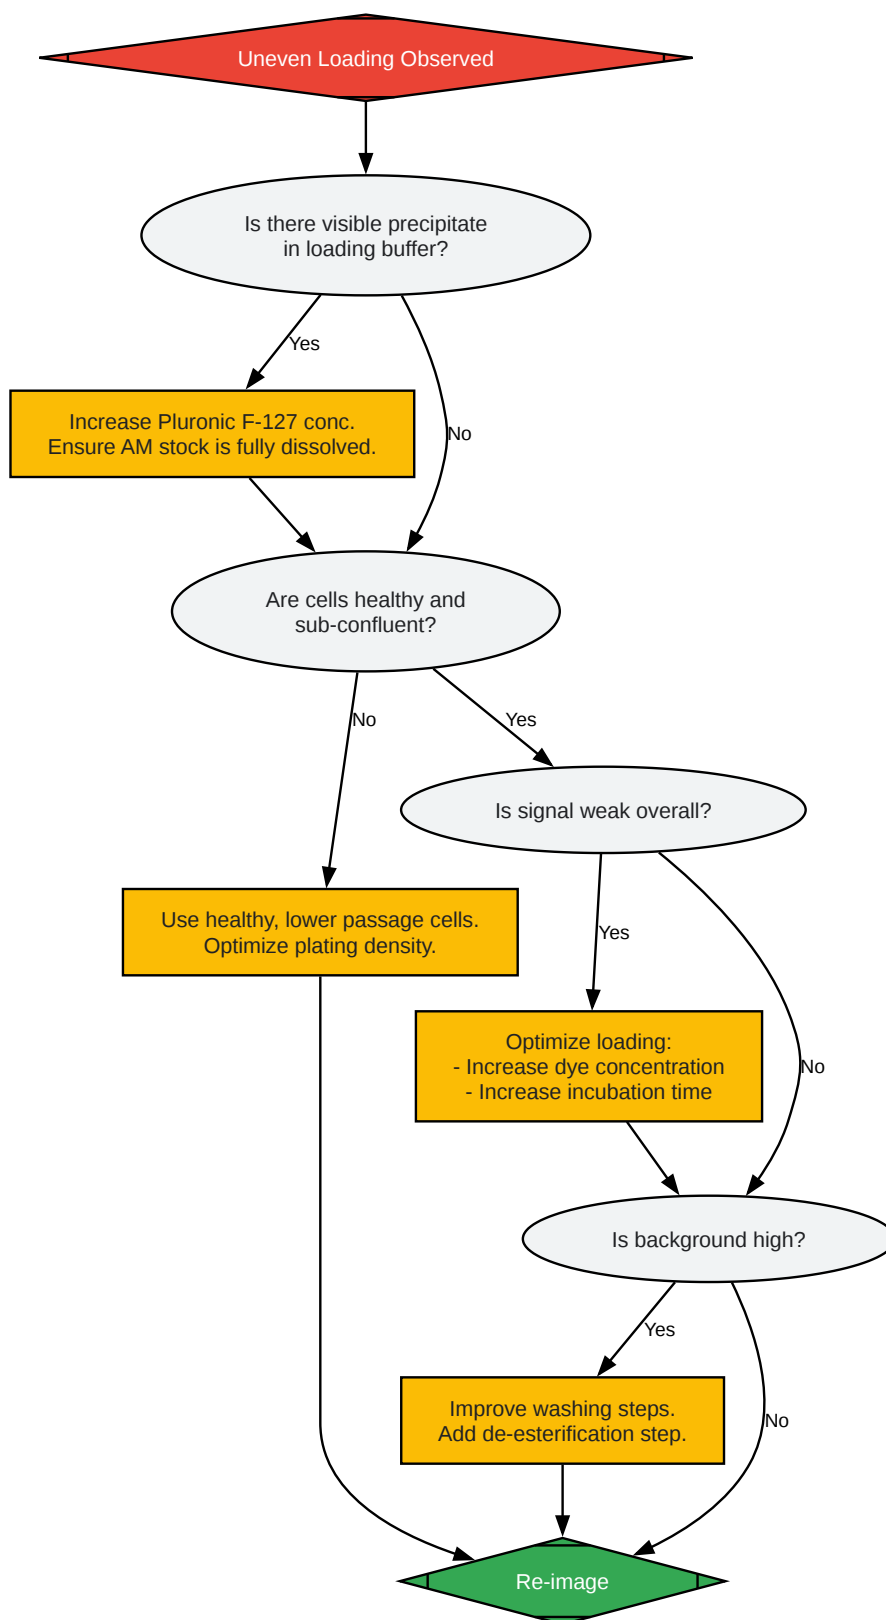 Uneven Loading Observed
Is there visible precipitate
in loading buffer?
Yes
Increase Pluronic F-127 conc.
Ensure AM stock is fully dissolved.
No
Are cells healthy and
sub-confluent?
No
Yes
Is signal weak overall?
Use healthy, lower passage cells.
Optimize plating density.
Yes
Optimize loading:
- Increase dye concentration
- Increase incubation time
No
Is background high?
Yes
Improve washing steps.
Add de-esterification step.
No
Re-image